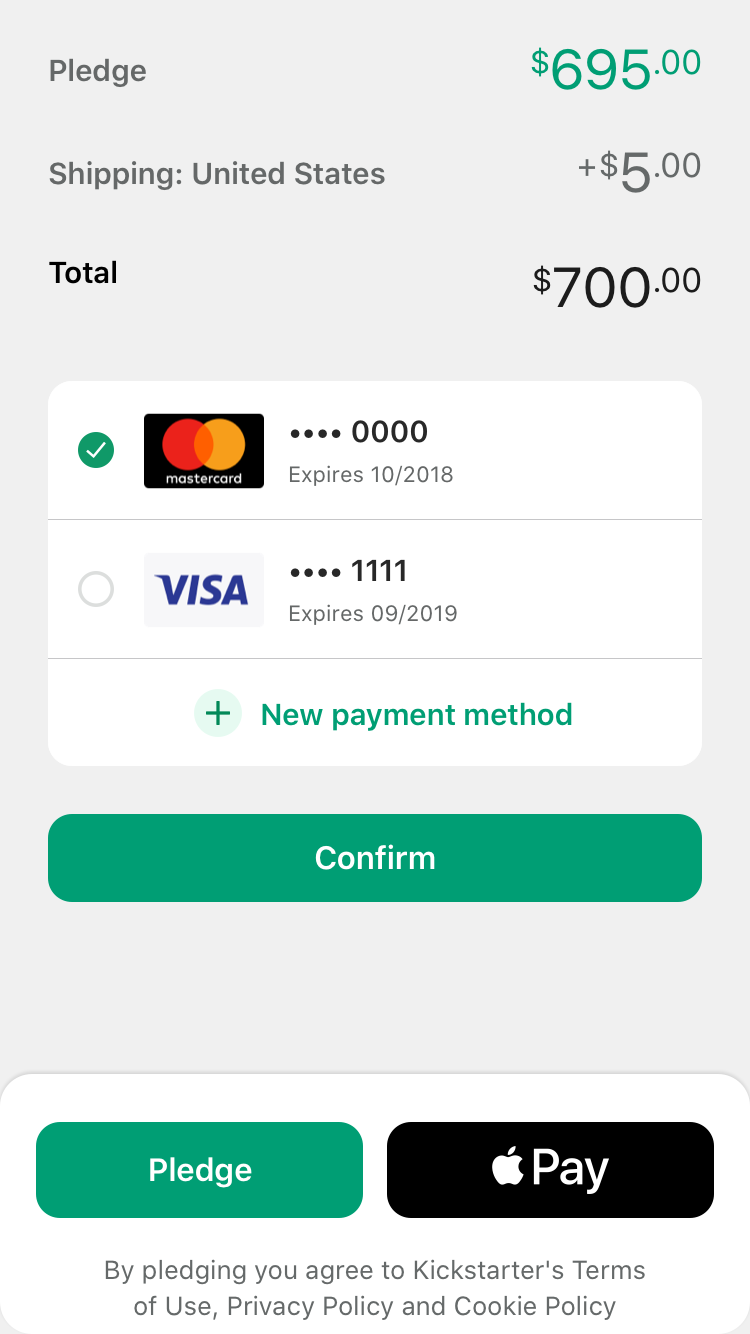 Pledge $695.00
Shipping: United States +$5.00
Total $700.00
mastercard
•••• 0000
Expires 10/2018
VISA
•••• 1111
Expires 09/2019
+ New payment method
Confirm
Pledge
Pay
By pledging you agree to Kickstarter's Terms
of Use, Privacy Policy and Cookie Policy